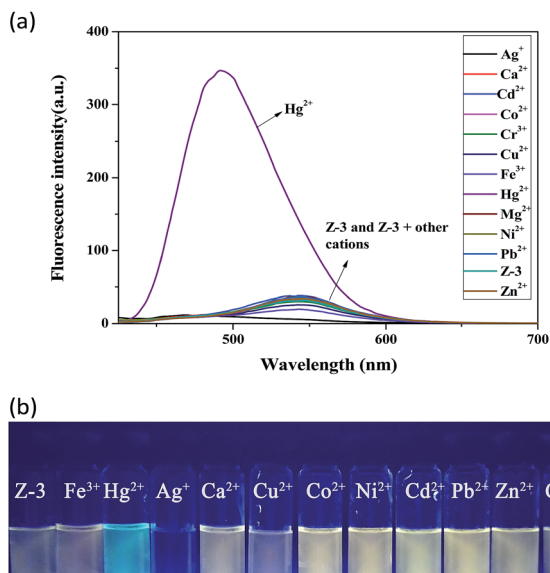 (a)
400
300
200
100
0
500
600
700
Fluorescence intensity(a.u.)
Wavelength (nm)
Hg²⁺
Z-3 and Z-3 + other
cations
Ag⁺
Ca²⁺
Cd²⁺
Co²⁺
Cr³⁺
Cu²⁺
Fe³⁺
Hg²⁺
Mg²⁺
Ni²⁺
Pb²⁺
Z-3
Zn²⁺
(b)
Z-3 Fe³⁺ Hg²⁺ Ag⁺ Ca²⁺ Cu²⁺ Co²⁺ Ni²⁺ Cd²⁺ Pb²⁺ Zn²⁺